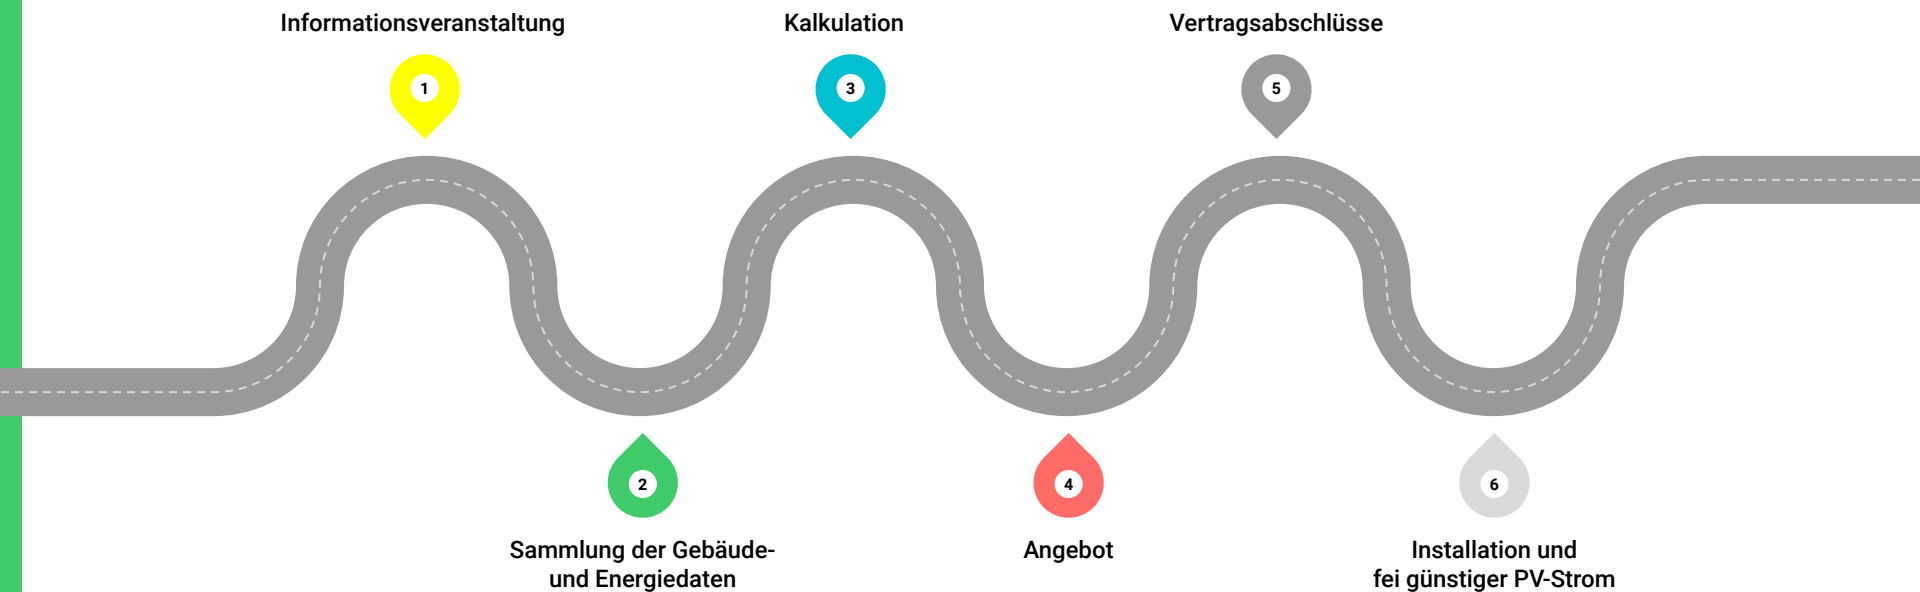 Informationsveranstaltung
1
Sammlung der Gebäude-
und Energiedaten
2
Kalkulation
3
Angebot
4
Vertragsabschlüsse
5
Installation und
fei günstiger PV-Strom
6